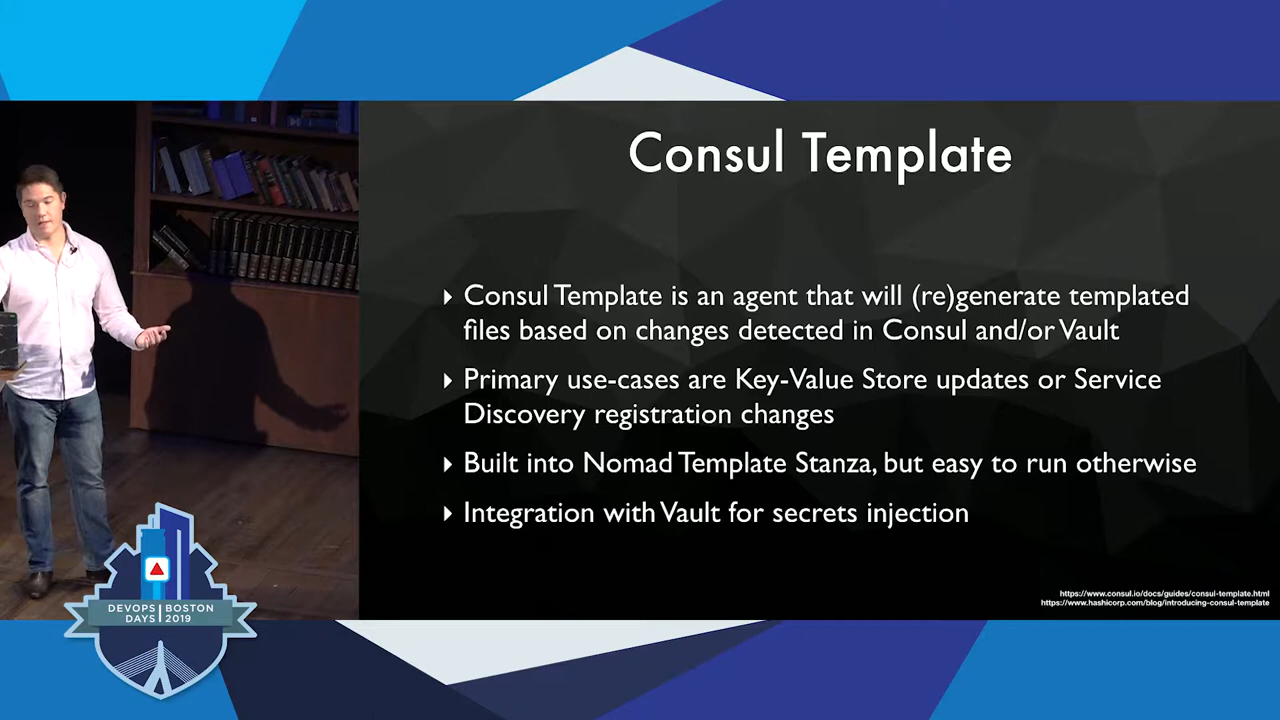 Consul Template
Consul Template is an agent that will (re)generate templated
files based on changes detected in Consul and/or Vault
Primary use-cases are Key-Value Store updates or Service
Discovery registration changes
Built into Nomad Template Stanza, but easy to run otherwise
Integration with Vault for secrets injection
https://www.consul.io/docs/guides/consul-template.html
https://www.hashicorp.com/blog/introducing-consul-template
DEVOPS BOSTON
DAYS 2019